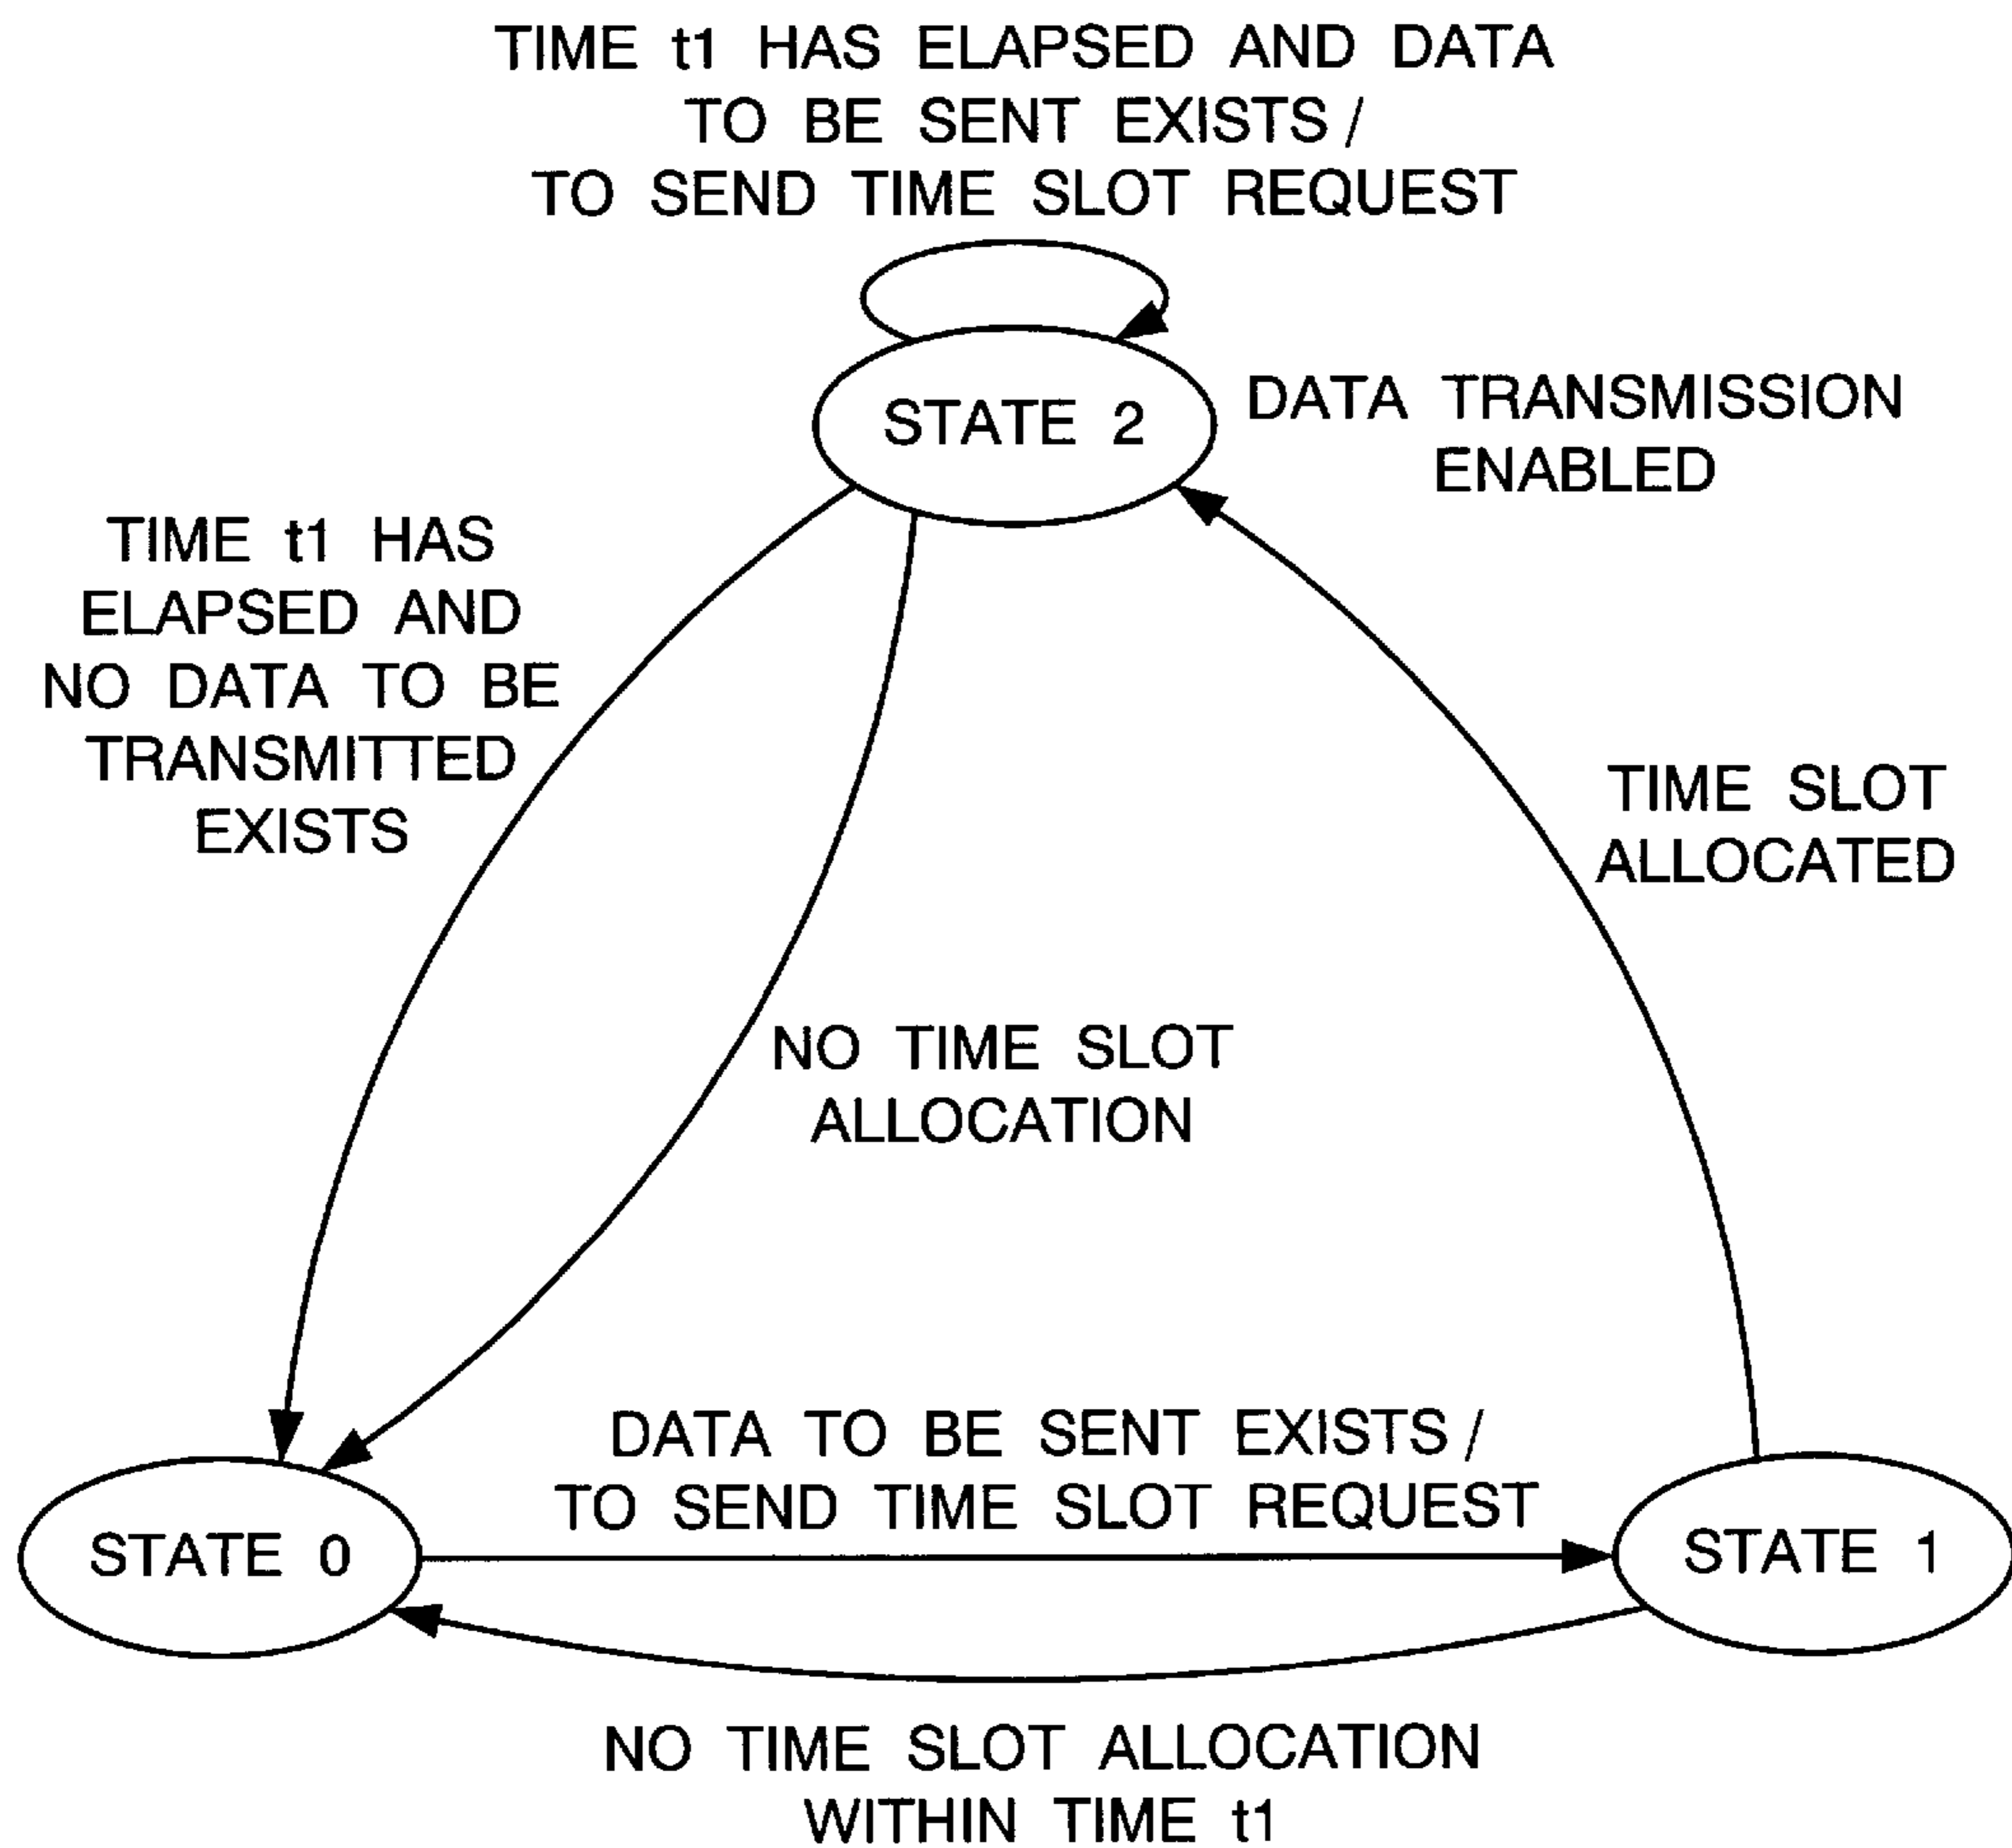 TIME t1 HAS ELAPSED AND DATA
TO BE SENT EXISTS /
TO SEND TIME SLOT REQUEST
STATE 2
DATA TRANSMISSION
ENABLED
TIME t1 HAS
ELAPSED AND
NO DATA TO BE
TRANSMITTED
EXISTS
TIME SLOT
ALLOCATED
NO TIME SLOT
ALLOCATION
DATA TO BE SENT EXISTS /
TO SEND TIME SLOT REQUEST
STATE 0
STATE 1
NO TIME SLOT ALLOCATION
WITHIN TIME t1